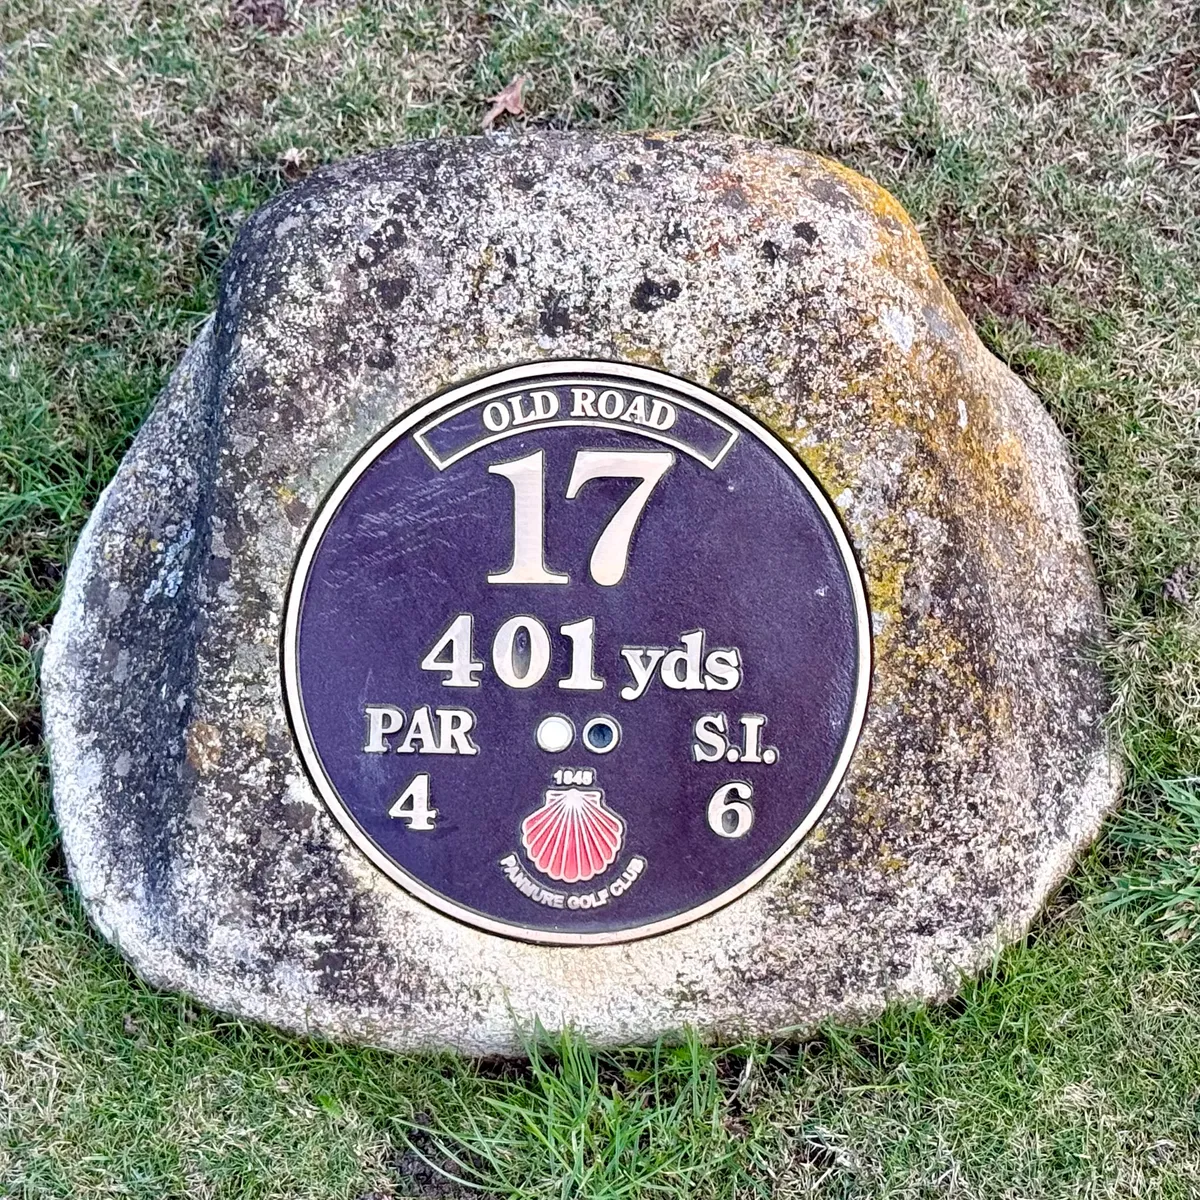 OLD ROAD
17
401 yds
PAR
S.I.
4
6
1845
PANMURE GOLF CLUB